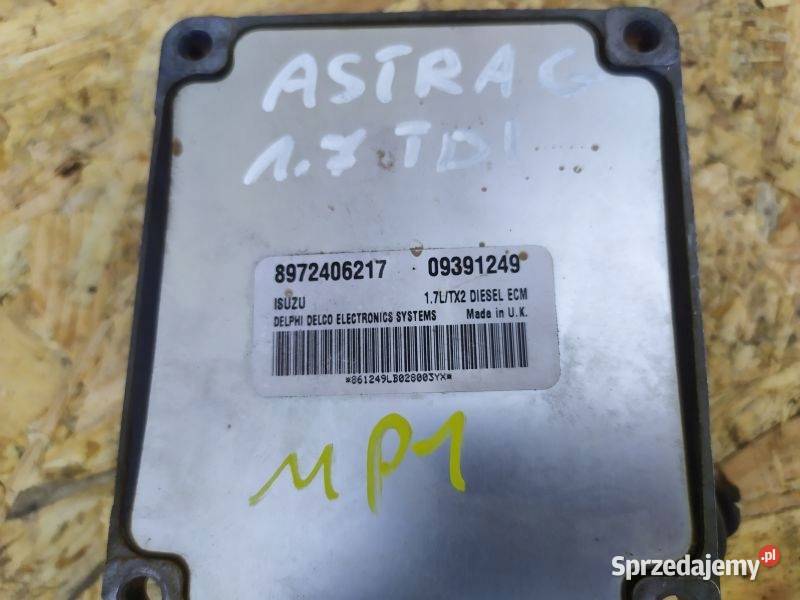 ASTRA G
1.7 TDI
8972406217 09391249
ISUZU 1.7L/TX2 DIESEL ECM
DELPHI DELCO ELECTRONICS SYSTEMS Made in U.K.
*861249LB028003YX*
MP1
Sprzedajemy.pl